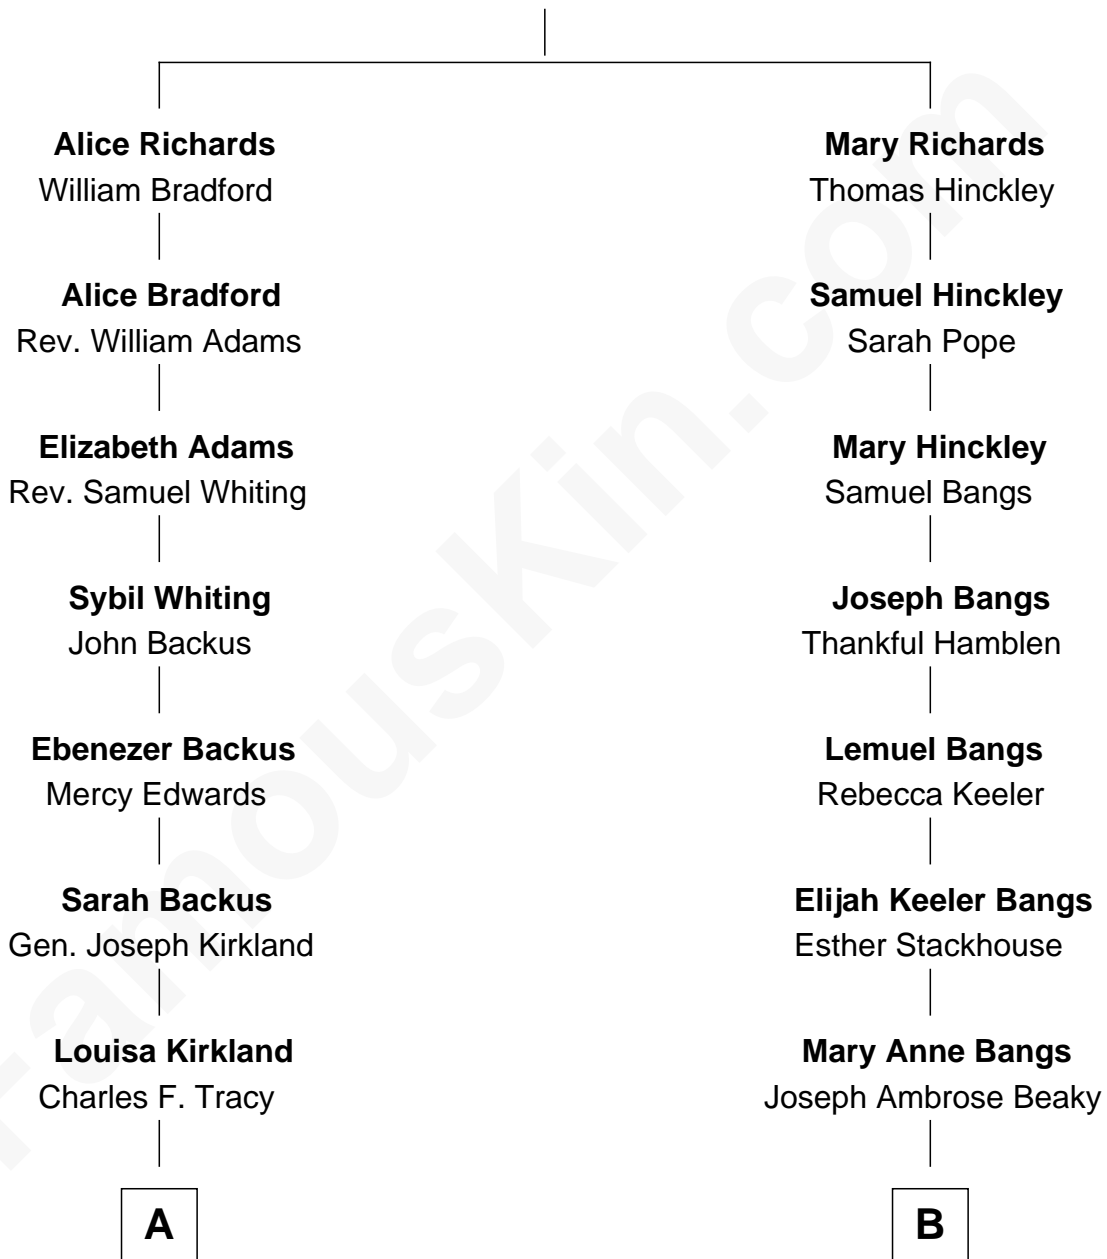 Alice Richards
William Bradford
Alice Bradford
Rev. William Adams
Elizabeth Adams
Rev. Samuel Whiting
Sybil Whiting
John Backus
Ebenezer Backus
Mercy Edwards
Sarah Backus
Gen. Joseph Kirkland
Louisa Kirkland
Charles F. Tracy
A
Mary Richards
Thomas Hinckley
Samuel Hinckley
Sarah Pope
Mary Hinckley
Samuel Bangs
Joseph Bangs
Thankful Hamblen
Lemuel Bangs
Rebecca Keeler
Elijah Keeler Bangs
Esther Stackhouse
Mary Anne Bangs
Joseph Ambrose Beaky
B
FamousKin.com